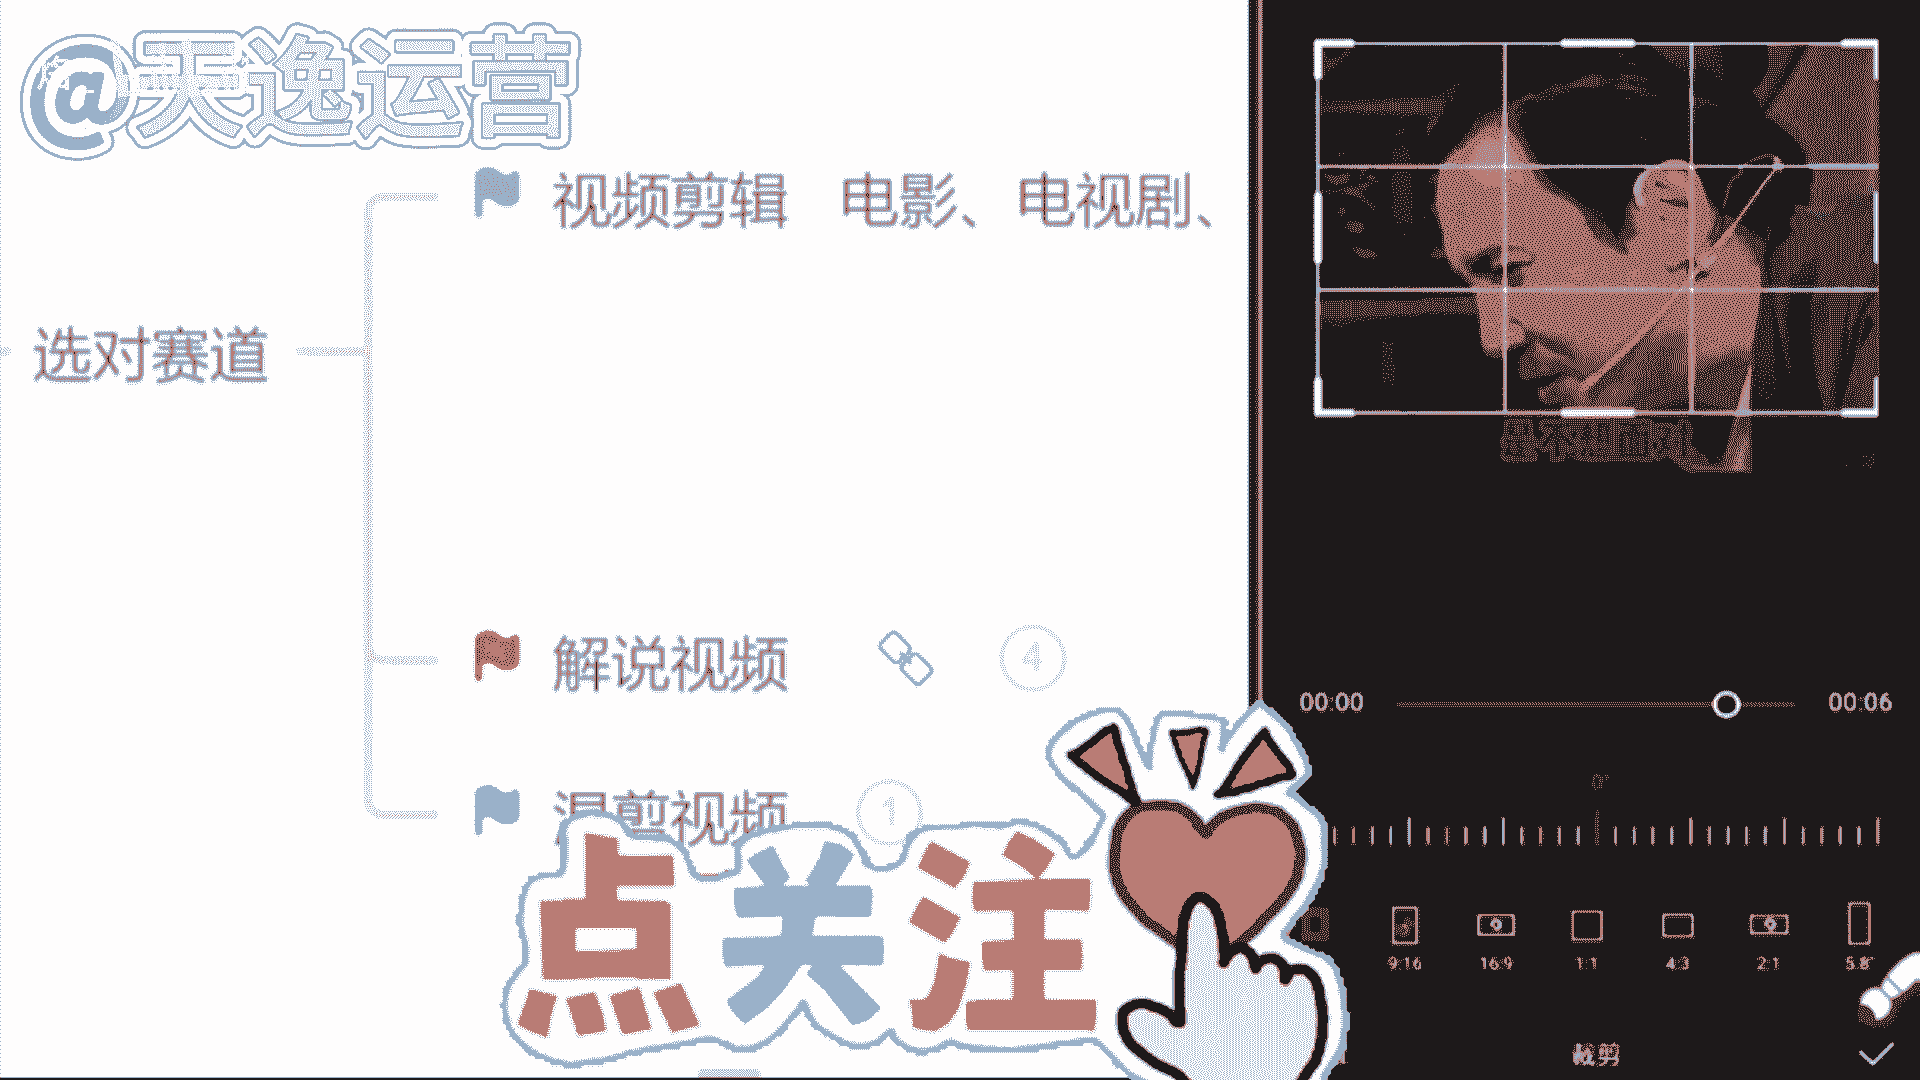 @天逸运营
视频剪辑 电影、电视剧、
选对赛道
解说视频 4
混剪视频 1
点关注
00:00 00:06
0°
9:16 16:9 1:1 4:3 2:1 5.8"
裁剪